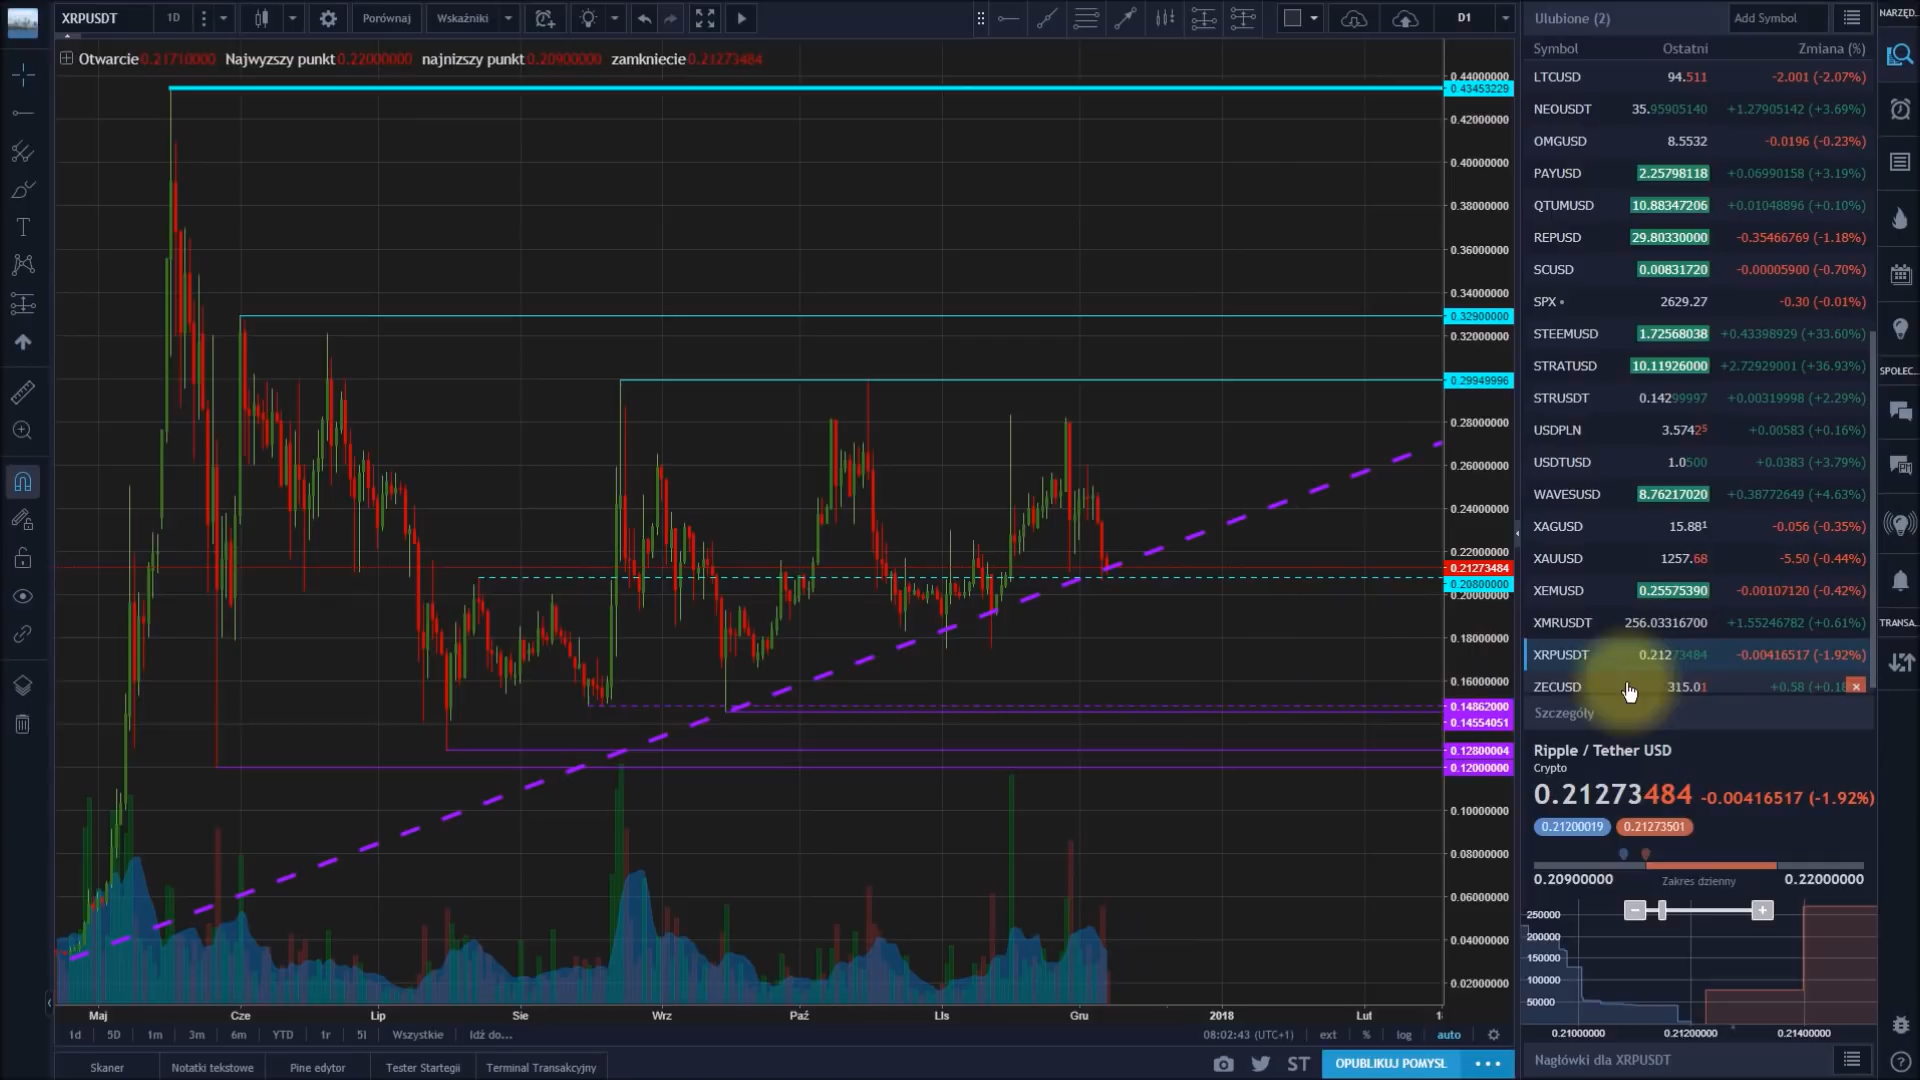 XRPUSDT 1D Porównaj Wskaźniki D1
Otwarcie 0.21710000 Najwyzszy punkt 0.22000000 najnizszy punkt 0.20900000 zamkniecie 0.21273484
0.44000000
0.43453229
0.42000000
0.40000000
0.38000000
0.36000000
0.34000000
0.32900000
0.32000000
0.29949996
0.28000000
0.26000000
0.24000000
0.22000000
0.21273484
0.20800000
0.20000000
0.18000000
0.16000000
0.14862000
0.14554051
0.12800004
0.12000000
0.10000000
0.08000000
0.06000000
0.04000000
0.02000000
Maj Cze Lip Sie Wrz Paź Lis Gru 2018 Lut
1d 5D 1m 3m 6m YTD 1r 5l Wszystkie Idź do... 08:02:43 (UTC+1) ext % log auto
Skaner Notatki tekstowe Pine edytor Tester Startegii Terminal Transakcyjny ST OPUBLIKUJ POMYSŁ
Ulubione (2) Add Symbol
Symbol Ostatni Zmiana (%)
LTCUSD 94.511 -2.001 (-2.07%)
NEOUSDT 35.95905140 +1.27905142 (+3.69%)
OMGUSD 8.5532 -0.0196 (-0.23%)
PAYUSD 2.25798118 +0.06990158 (+3.19%)
QTUMUSD 10.88347206 +0.01048896 (+0.10%)
REPUSD 29.80330000 -0.35466769 (-1.18%)
SCUSD 0.00831720 -0.00005900 (-0.70%)
SPX 2629.27 -0.30 (-0.01%)
STEEMUSD 1.72568038 +0.43398929 (+33.60%)
STRATUSD 10.11926000 +2.72929001 (+36.93%)
STRUSDT 0.14299997 +0.00319998 (+2.29%)
USDPLN 3.5742⁵ +0.00583 (+0.16%)
USDTUSD 1.0500 +0.0383 (+3.79%)
WAVESUSD 8.76217020 +0.38772649 (+4.63%)
XAGUSD 15.88¹ -0.056 (-0.35%)
XAUUSD 1257.68 -5.50 (-0.44%)
XEMUSD 0.25575390 -0.00107120 (-0.42%)
XMRUSDT 256.03316700 +1.55246782 (+0.61%)
XRPUSDT 0.21273484 -0.00416517 (-1.92%)
ZECUSD 315.01 +0.58 (+0.18
Szczegóły
Ripple / Tether USD
Crypto
0.21273484 -0.00416517 (-1.92%)
0.21200019 0.21273501
0.20900000 Zakres dzienny 0.22000000
250000
200000
150000
100000
50000
0.21000000 0.21200000 0.21400000
Nagłówki dla XRPUSDT
NARZĘD...
SPOŁEC...
TRANSA...